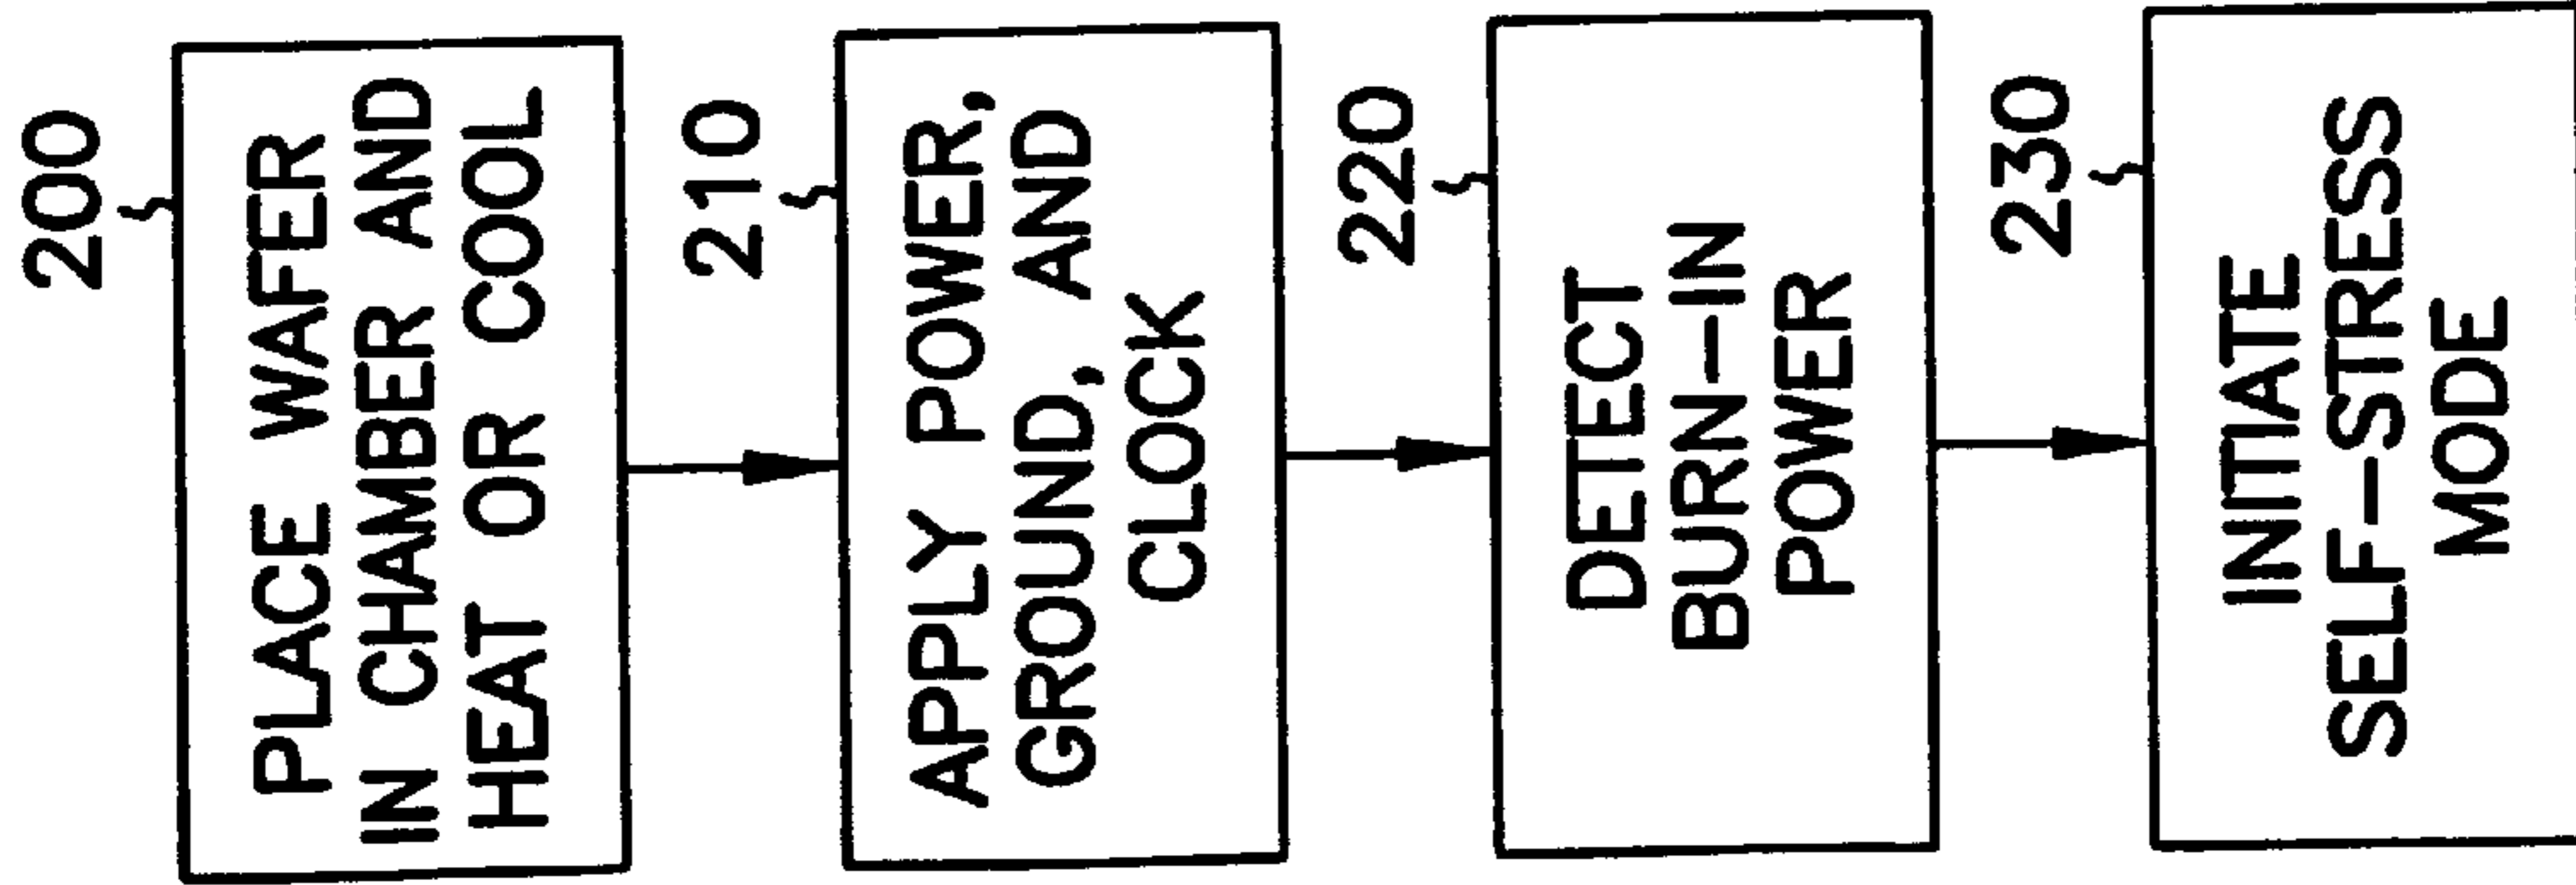 200
PLACE WAFER
IN CHAMBER AND
HEAT OR COOL
210
APPLY POWER,
GROUND, AND
CLOCK
220
DETECT
BURN-IN
POWER
230
INITIATE
SELF-STRESS
MODE